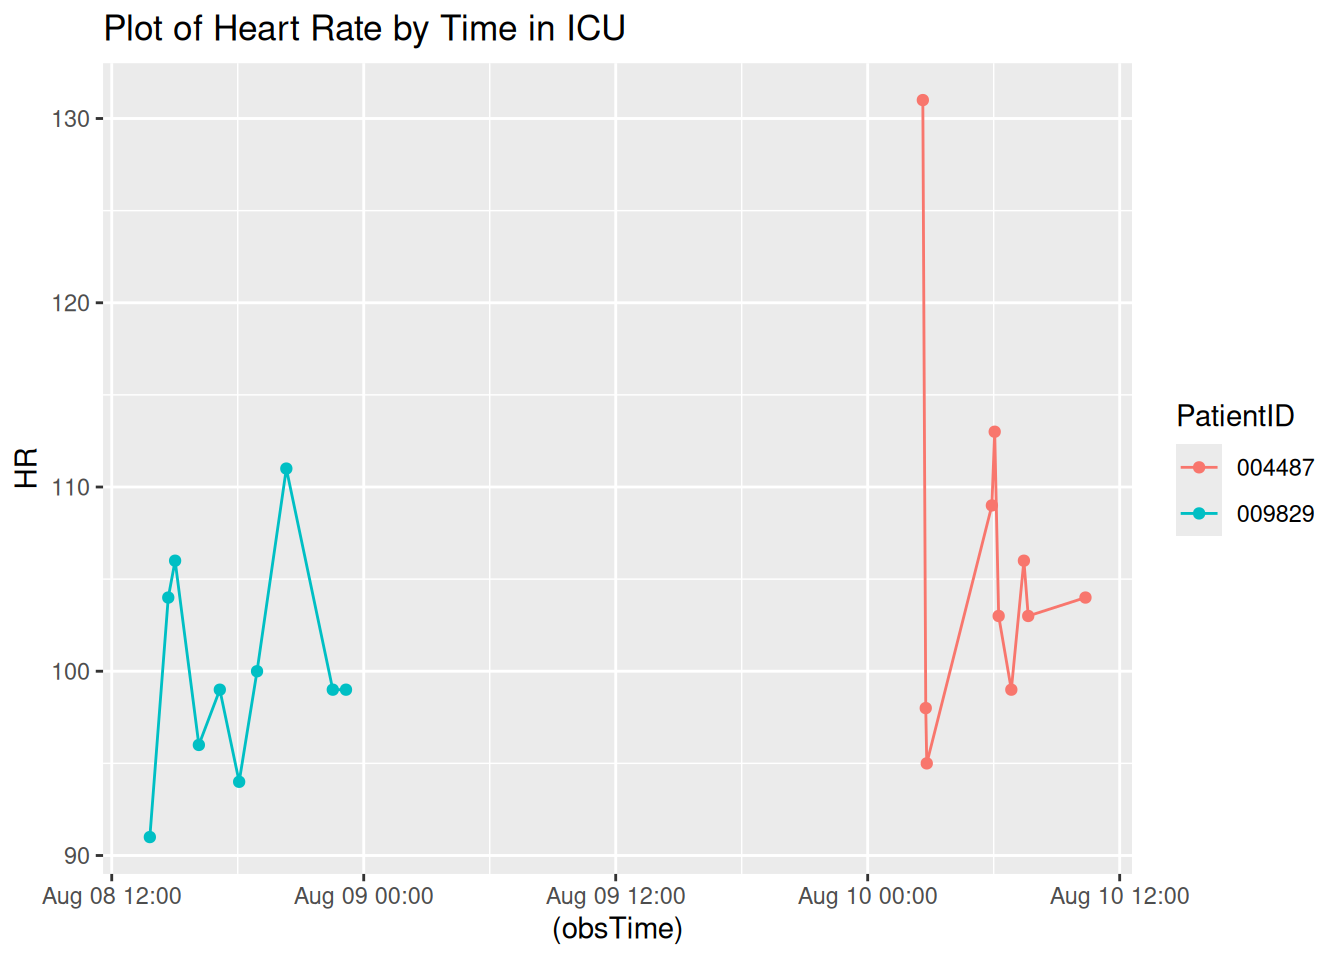 Plot of Heart Rate by Time in ICU
130
120
110
100
90
HR
Aug 08 12:00 Aug 09 00:00 Aug 09 12:00 Aug 10 00:00 Aug 10 12:00
(obsTime)
PatientID
004487
009829